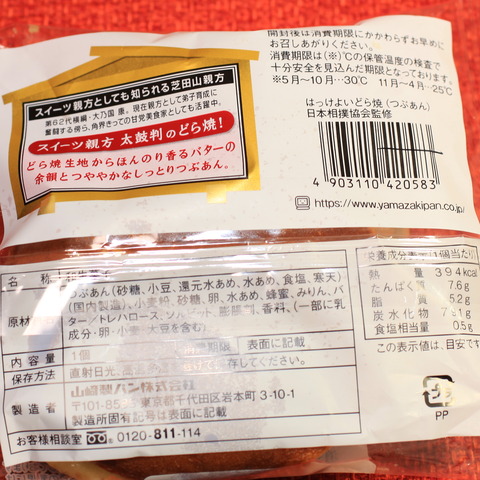 開封後は消費期限にかかわらずお早めに
お召しあがりください。
消費期限は(※)℃の保管温度の検査で
十分安全を見込んだ期限となっております。
※5月~10月…30℃ 11月~4月…25℃
スイーツ親方としても知られる芝田山親方
第62代横綱・大乃国 康。現在親方として弟子育成に
奮闘する傍ら、角界きっての甘党美食家としても活躍中。
スイーツ親方 太鼓判のどら焼!
どら焼生地からほんのり香るバターの
余韻とつややかなしっとりつぶあん。
はっけよいどら焼(つぶあん)
日本相撲協会監修
4903110420583
https://www.yamazakipan.co.jp/
名 称
原材
つぶあん(砂糖、小豆、還元水あめ、水あめ、食塩、寒天)
(国内製造)、小麦粉、砂糖、卵、水あめ、蜂蜜、みりん、バ
ター/トレハロース、ソルビット、膨脹剤、香料、(一部に乳
成分・卵・小麦・大豆を含む)
内 容 量 1個 消費期限 表面に記載
保存方法 直射日光、高温多湿を避けて保存してください。
製 造 者 山崎製パン株式会社
東京都千代田区岩本町3-10-1
製造所固有記号は表面に記載
お客様相談室 0120-811-114
栄養成分表示(1個当たり)
熱 量 394kcal
たんぱく質 7.6g
脂 質 5.2g
炭水化物
食塩相当量 0.5g
この表示値は、目安です
PP